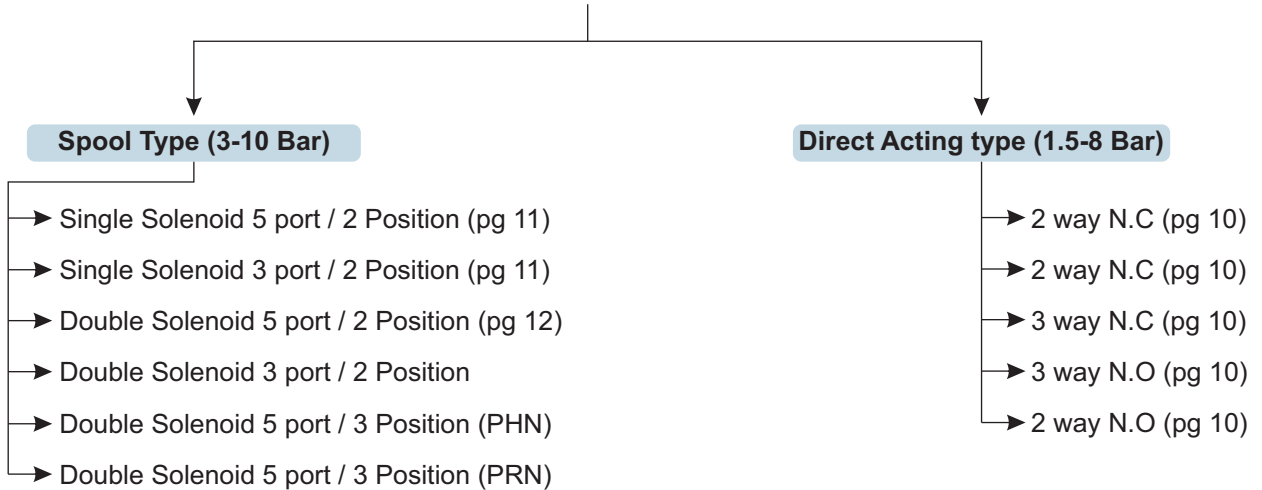 Spool Type (3-10 Bar)
Single Solenoid 5 port / 2 Position (pg 11)
Single Solenoid 3 port / 2 Position (pg 11)
Double Solenoid 5 port / 2 Position (pg 12)
Double Solenoid 3 port / 2 Position
Double Solenoid 5 port / 3 Position (PHN)
Double Solenoid 5 port / 3 Position (PRN)
Direct Acting type (1.5-8 Bar)
2 way N.C (pg 10)
2 way N.C (pg 10)
3 way N.C (pg 10)
3 way N.O (pg 10)
2 way N.O (pg 10)